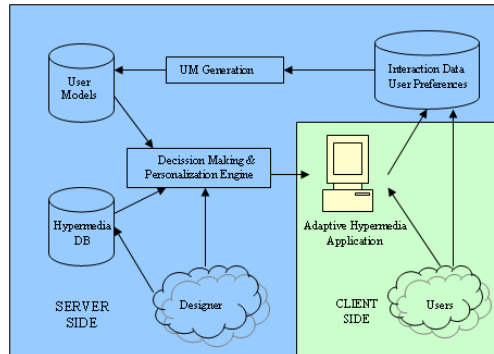 User
Models
UM Generation
Interaction Data
User Preferences
Decission Making &
Personalization Engine
Hypermedia
DB
Adaptive Hypermedia
Application
Designer
Users
SERVER
SIDE
CLIENT
SIDE